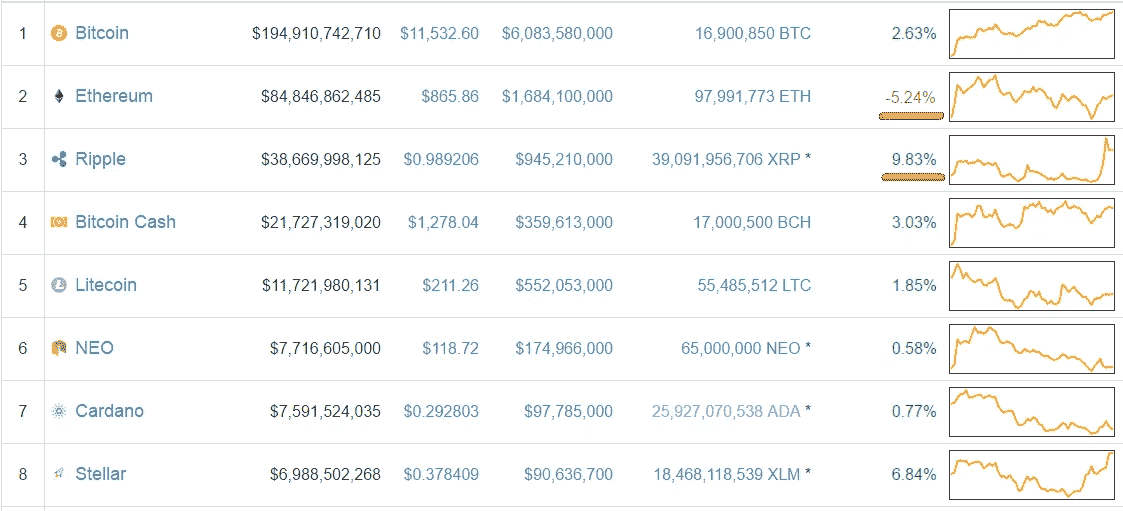 1 Bitcoin $194,910,742,710 $11,532.60 $6,083,580,000 16,900,850 BTC 2.63%
2 Ethereum $84,846,862,485 $865.86 $1,684,100,000 97,991,773 ETH -5.24%
3 Ripple $38,669,998,125 $0.989206 $945,210,000 39,091,956,706 XRP * 9.83%
4 Bitcoin Cash $21,727,319,020 $1,278.04 $359,613,000 17,000,500 BCH 3.03%
5 Litecoin $11,721,980,131 $211.26 $552,053,000 55,485,512 LTC 1.85%
6 NEO $7,716,605,000 $118.72 $174,966,000 65,000,000 NEO * 0.58%
7 Cardano $7,591,524,035 $0.292803 $97,785,000 25,927,070,538 ADA * 0.77%
8 Stellar $6,988,502,268 $0.378409 $90,636,700 18,468,118,539 XLM * 6.84%